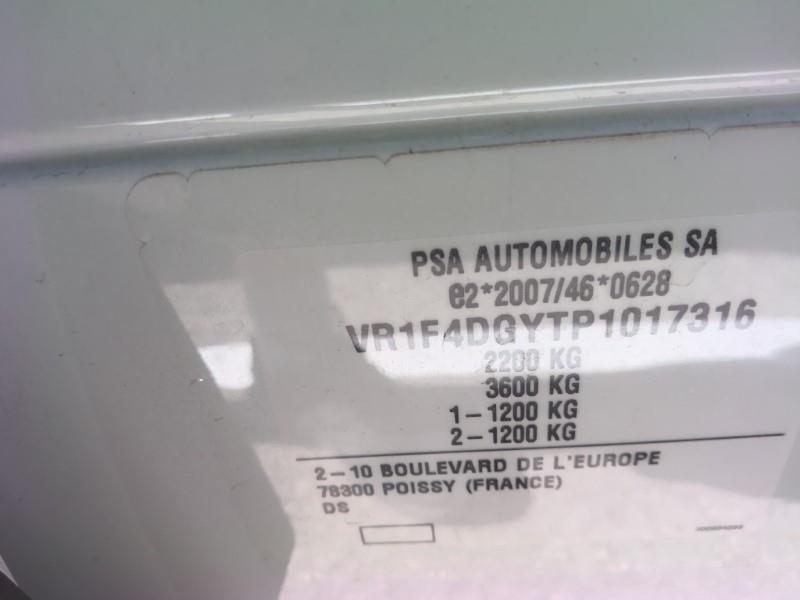 PSA AUTOMOBILES SA
e2*2007/46*0628
VR1F4DGYTP1017316
2200 KG
3600 KG
1-1200 KG
2-1200 KG
2-10 BOULEVARD DE L'EUROPE
78300 POISSY (FRANCE)
DS